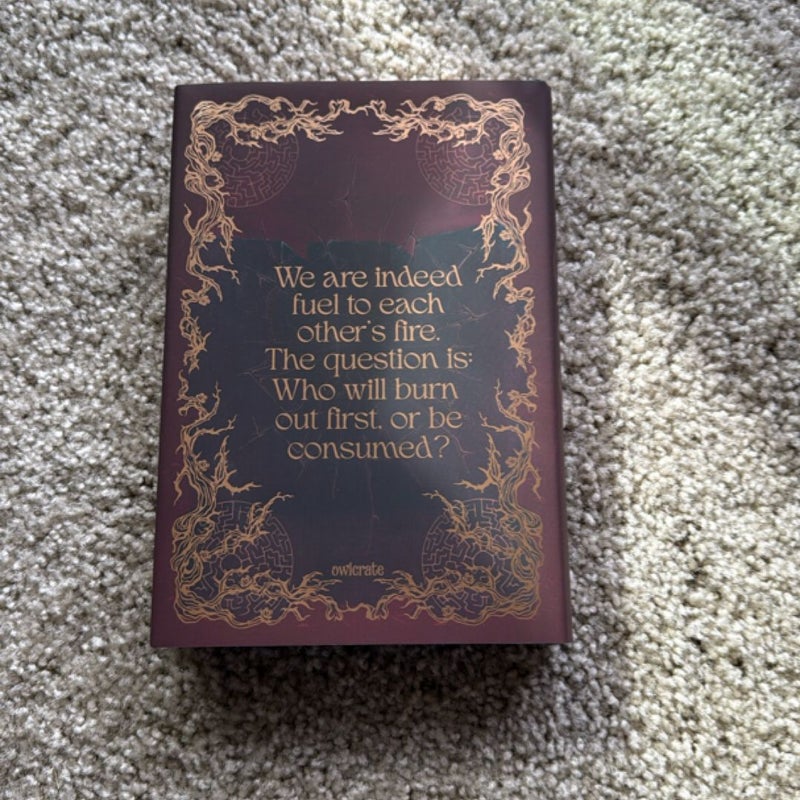 We are indeed
fuel to each
other's fire.
The question is:
Who will burn
out first, or be
consumed?
owlcrate